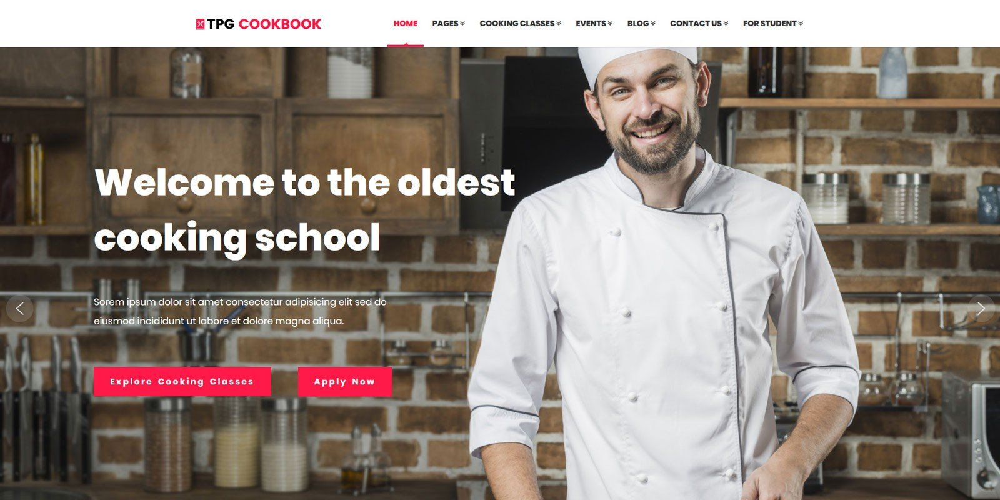 TPG COOKBOOK
HOME
PAGES
COOKING CLASSES
EVENTS
BLOG
CONTACT US
FOR STUDENT
Welcome to the oldest
cooking school
Sorem ipsum dolor sit amet consectetur adipisicing elit sed do
eiusmod incididunt ut labore et dolore magna aliqua.
Explore Cooking Classes
Apply Now